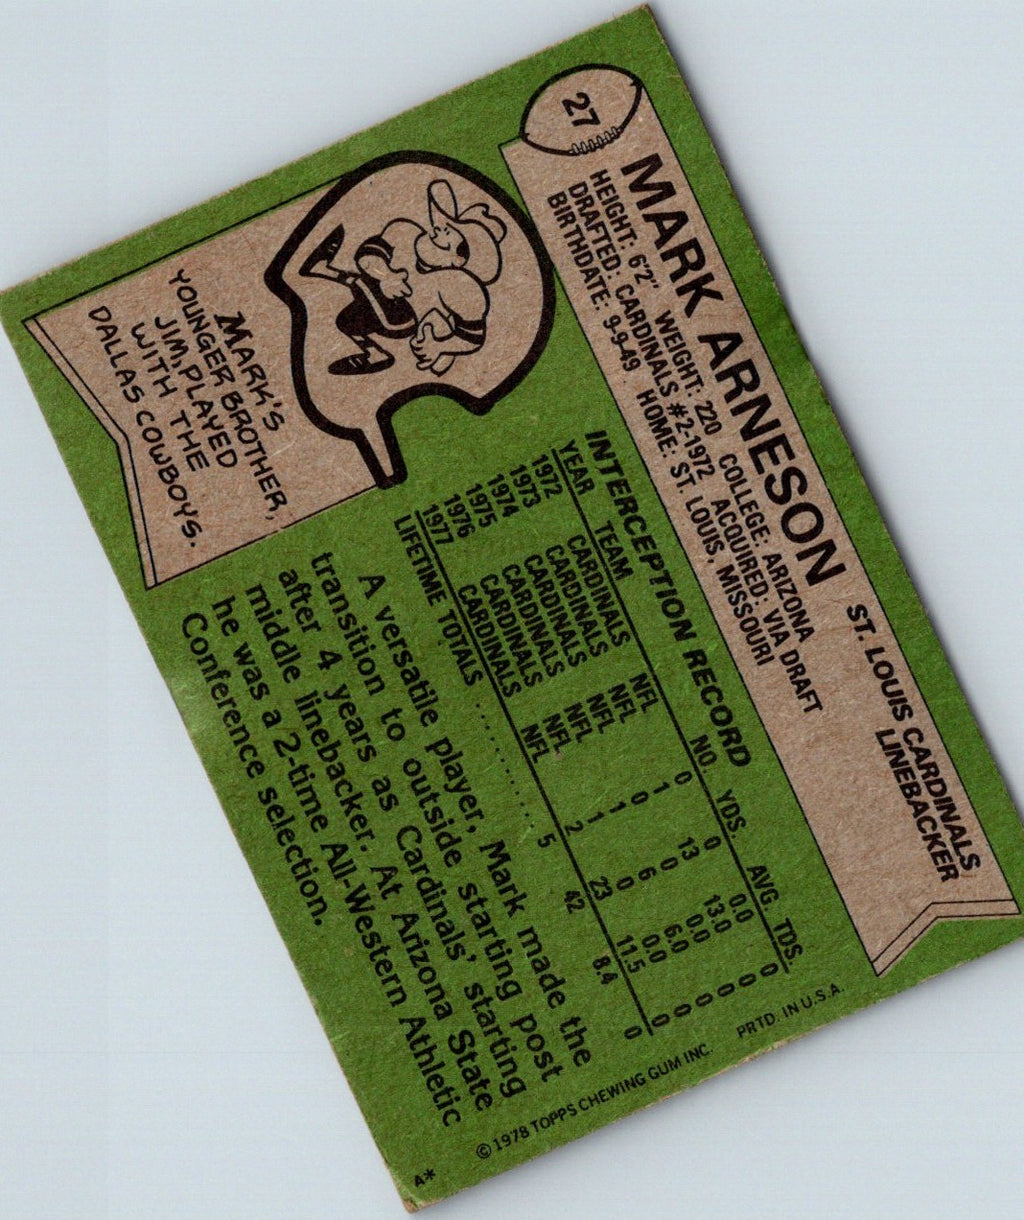 27
MARK ARNESON
ST. LOUIS CARDINALS
LINEBACKER
HEIGHT: 6'2" WEIGHT: 220 COLLEGE: ARIZONA
DRAFTED: CARDINALS #2-1972 ACQUIRED: VIA DRAFT
BIRTHDATE: 9-9-49 HOME: ST. LOUIS, MISSOURI
INTERCEPTION RECORD
YEAR TEAM NO. YDS. AVG. TDS.
1972 CARDINALS NFL 0 0 0.0 0
1973 CARDINALS NFL 1 13 13.0 0
1974 CARDINALS NFL 0 0 0.0 0
1975 CARDINALS NFL 1 6 6.0 0
1976 CARDINALS NFL 1 0 0.0 0
1977 CARDINALS NFL 2 23 11.5 0
LIFETIME TOTALS .......... 5 42 8.4 0
A versatile player, Mark made the
transition to outside starting post
after 4 years as Cardinals' starting
middle linebacker. At Arizona State
he was a 2-time All-Western Athletic
Conference selection.
MARK'S
YOUNGER BROTHER,
JIM, PLAYED
WITH THE
DALLAS COWBOYS.
© 1978 TOPPS CHEWING GUM INC. PRTD. IN U.S.A.
A*